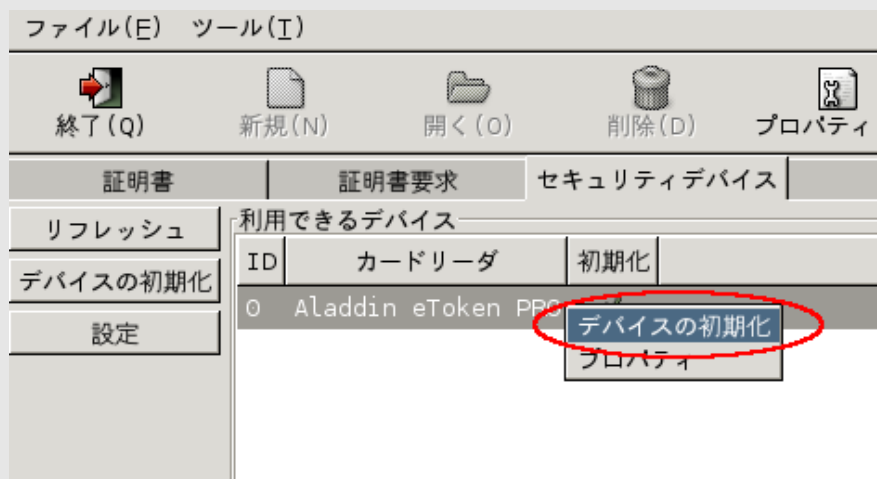 ファイル(F) ツール(T)
終了(Q) 新規(N) 開く(O) 削除(D) プロパティ
証明書 証明書要求 セキュリティデバイス
リフレッシュ
デバイスの初期化
設定
利用できるデバイス
ID カードリーダ 初期化
0 Aladdin eToken PRO
デバイスの初期化
プロパティ